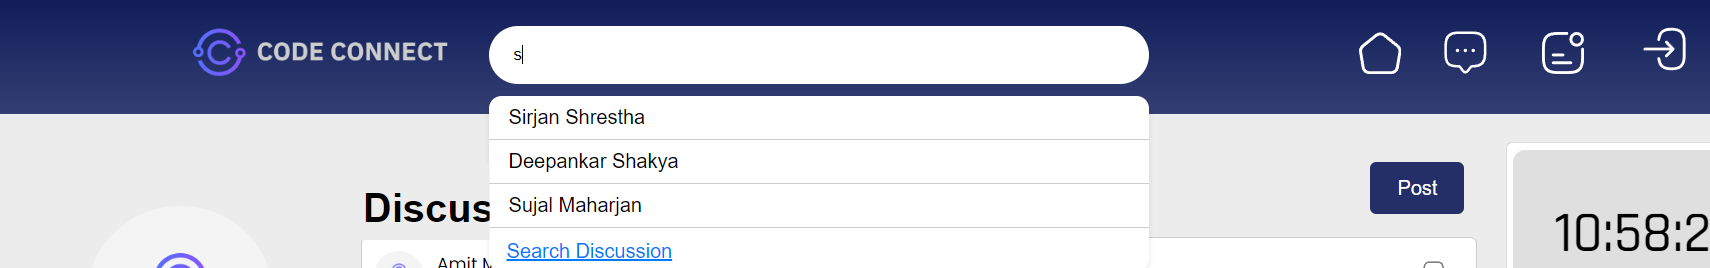 CODE CONNECT
s
Sirjan Shrestha
Deepankar Shakya
Sujal Maharjan
Search Discussion
Post
Discus
10:58:2
Amit M